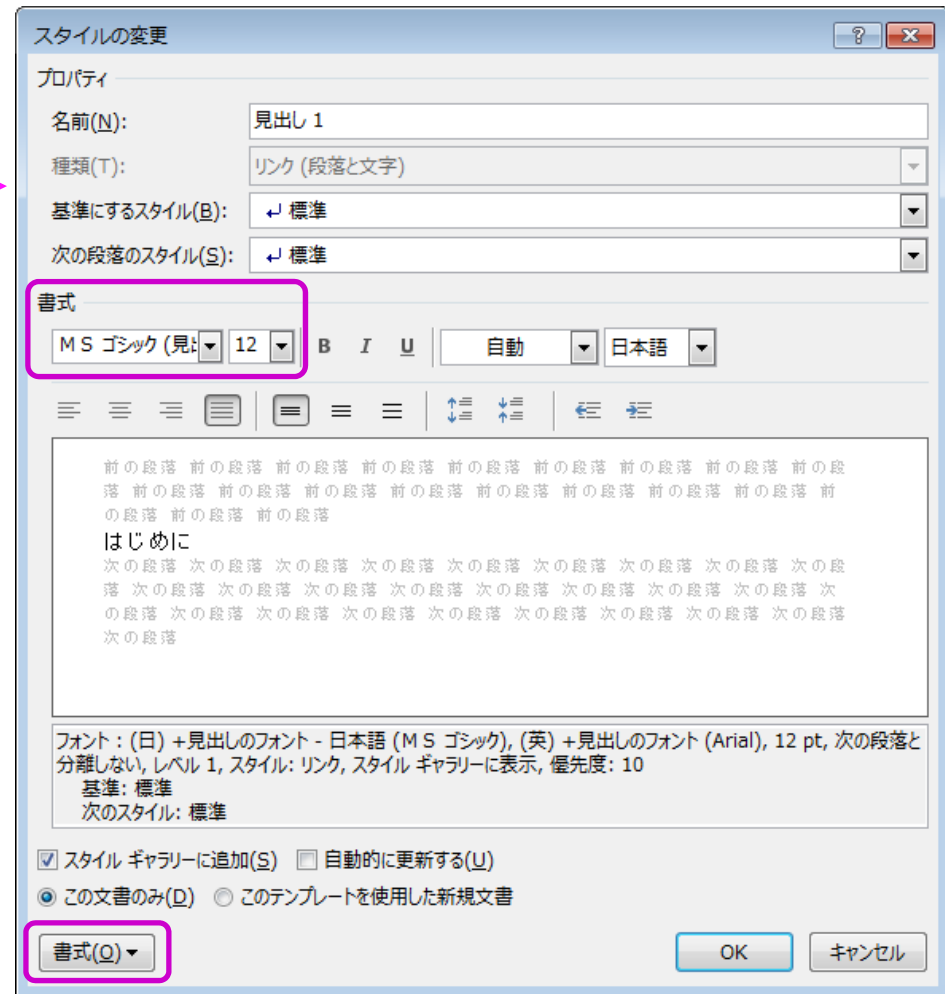 スタイルの変更
プロパティ
名前(N): 見出し 1
種類(T): リンク (段落と文字)
基準にするスタイル(B): ↵ 標準
次の段落のスタイル(S): ↵ 標準
書式
ＭＳ ゴシック (見出 12 B I U 自動 日本語
前の段落 前の段落 前の段落 前の段落 前の段落 前の段落 前の段落 前の段落 前の段
落 前の段落 前の段落 前の段落 前の段落 前の段落 前の段落 前の段落 前の段落 前
の段落 前の段落 前の段落
はじめに
次の段落 次の段落 次の段落 次の段落 次の段落 次の段落 次の段落 次の段落 次の段
落 次の段落 次の段落 次の段落 次の段落 次の段落 次の段落 次の段落 次の段落 次
の段落 次の段落 次の段落 次の段落 次の段落 次の段落 次の段落 次の段落 次の段落
次の段落
フォント : (日) +見出しのフォント - 日本語 (ＭＳ ゴシック), (英) +見出しのフォント (Arial), 12 pt, 次の段落と
分離しない, レベル 1, スタイル: リンク, スタイル ギャラリーに表示, 優先度: 10
基準: 標準
次のスタイル: 標準
スタイル ギャラリーに追加(S) 自動的に更新する(U)
この文書のみ(D) このテンプレートを使用した新規文書
書式(O) OK キャンセル